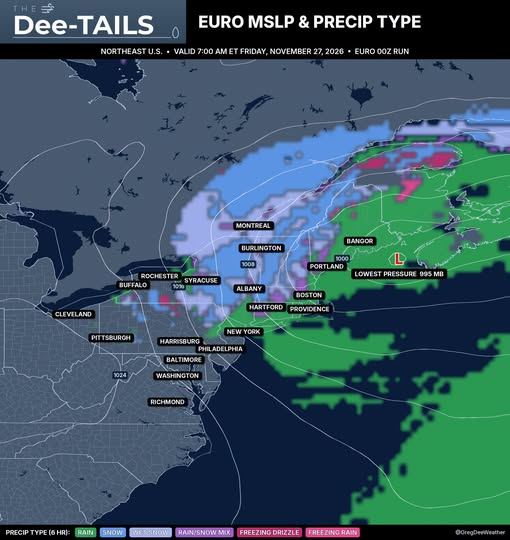 THE
Dee-TAILS
EURO MSLP & PRECIP TYPE
NORTHEAST U.S. • VALID 7:00 AM ET FRIDAY, NOVEMBER 27, 2026 • EURO 00Z RUN
MONTREAL
BANGOR
BURLINGTON
1000
L
1008
PORTLAND
LOWEST PRESSURE 995 MB
ROCHESTER
SYRACUSE
BUFFALO
1016
ALBANY
BOSTON
HARTFORD
PROVIDENCE
CLEVELAND
NEW YORK
PITTSBURGH
HARRISBURG
PHILADELPHIA
BALTIMORE
1024
WASHINGTON
RICHMOND
PRECIP TYPE (6 HR): RAIN SNOW WET SNOW RAIN/SNOW MIX FREEZING DRIZZLE FREEZING RAIN @GregDeeWeather